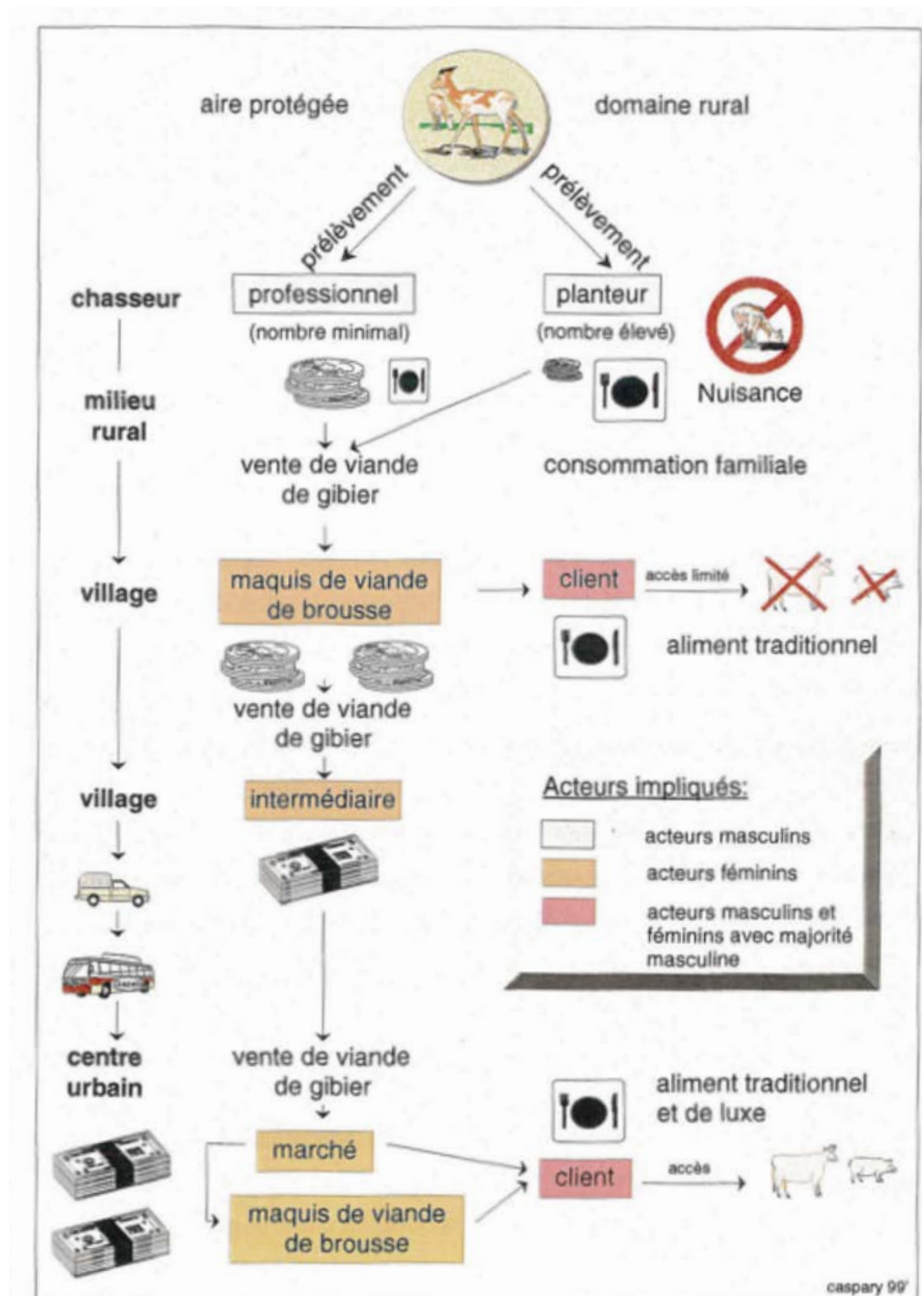 aire protégée
domaine rural
prélèvement
prélèvement
chasseur
professionnel
planteur
(nombre minimal)
(nombre élevé)
Nuisance
milieu
rural
vente de viande
de gibier
consommation familiale
village
maquis de viande
de brousse
client
accès limité
aliment traditionnel
vente de viande
de gibier
village
intermédiaire
Acteurs impliqués:
acteurs masculins
acteurs féminins
acteurs masculins et
féminins avec majorité
masculine
centre
urbain
vente de viande
de gibier
aliment traditionnel
et de luxe
marché
client
accès
maquis de viande
de brousse
caspary 99'